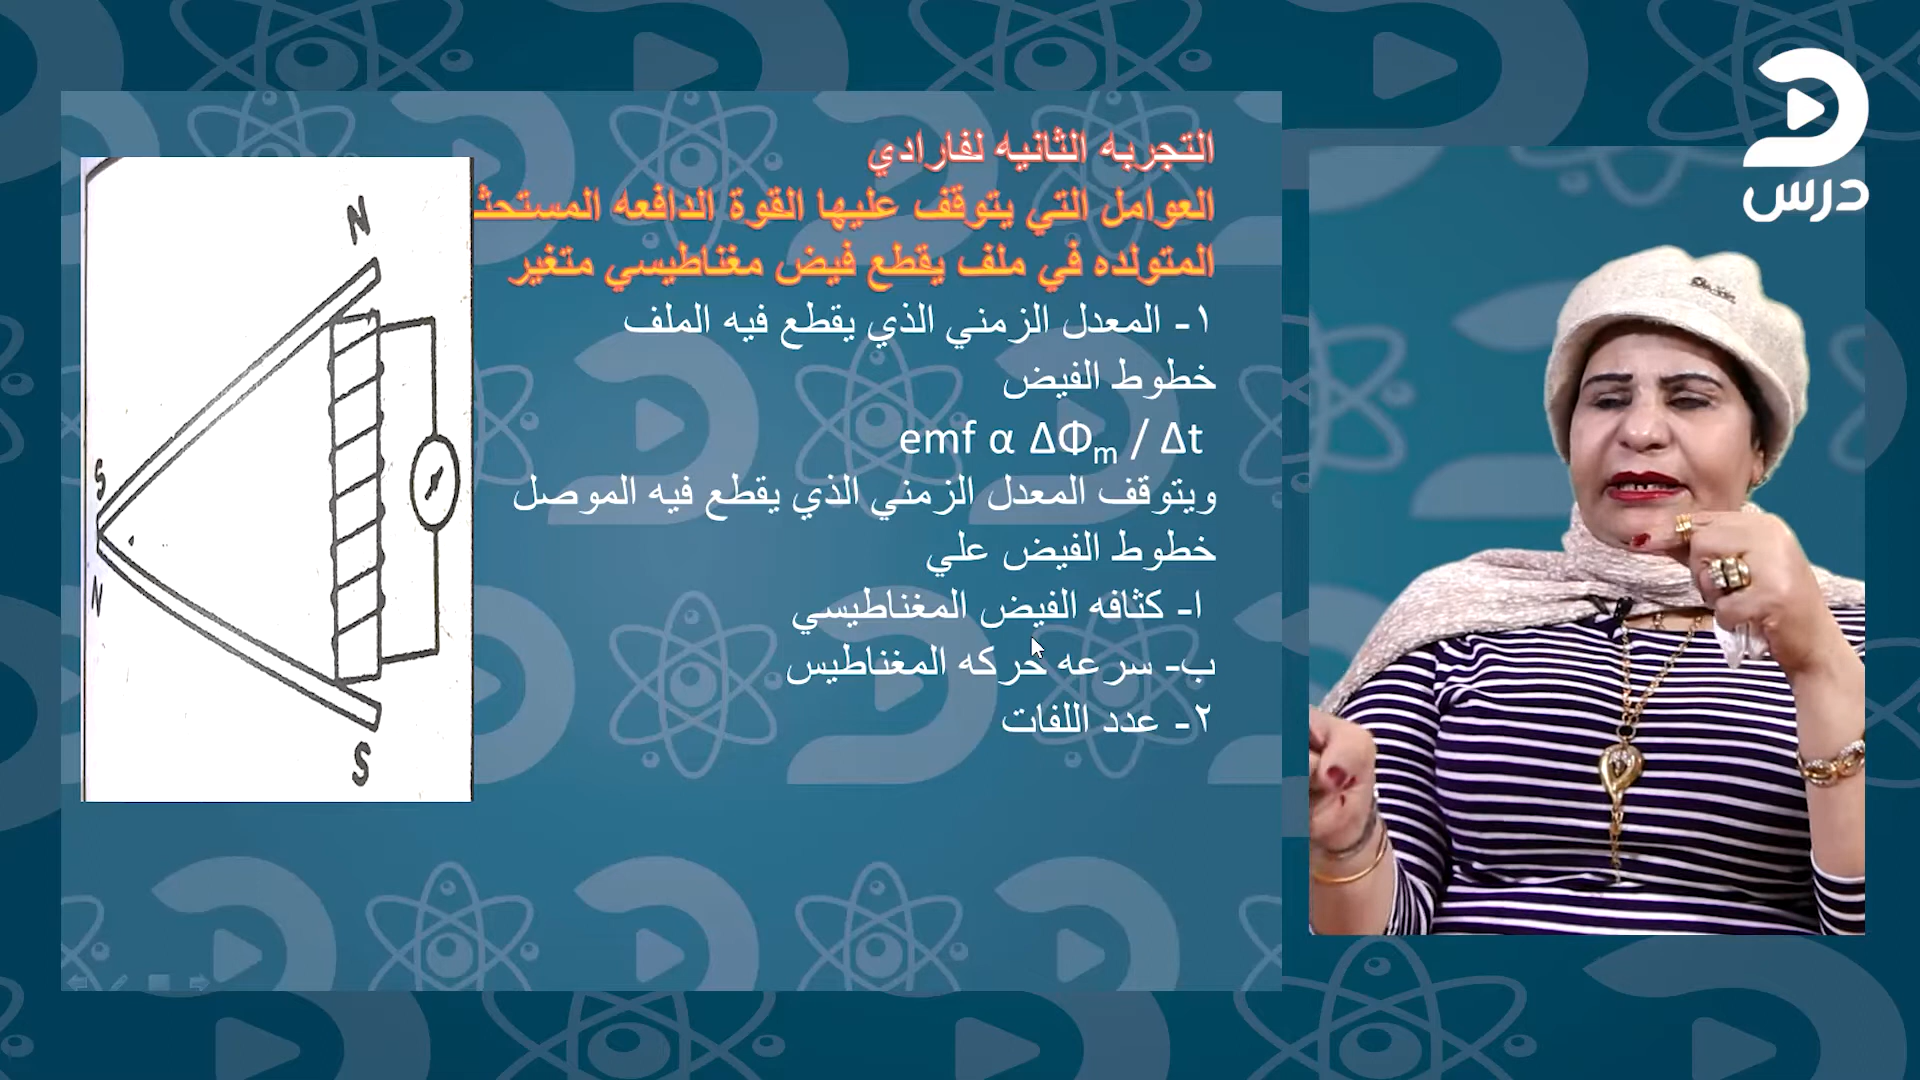 درس
التجربه الثانيه لفارادي
العوامل التي يتوقف عليها القوة الدافعه
المتولده في ملف يقطع فيض مغناطيسي متغير
١- المعدل الزمني الذي يقطع فيه الملف
خطوط الفيض
emf α ΔΦm / Δt
ويتوقف المعدل الزمني الذي يقطع فيه الموصل
خطوط الفيض علي
ا- كثافه الفيض المغناطيسي
ب- سرعه حركه المغناطيس
٢- عدد اللفات
N
S
N
S